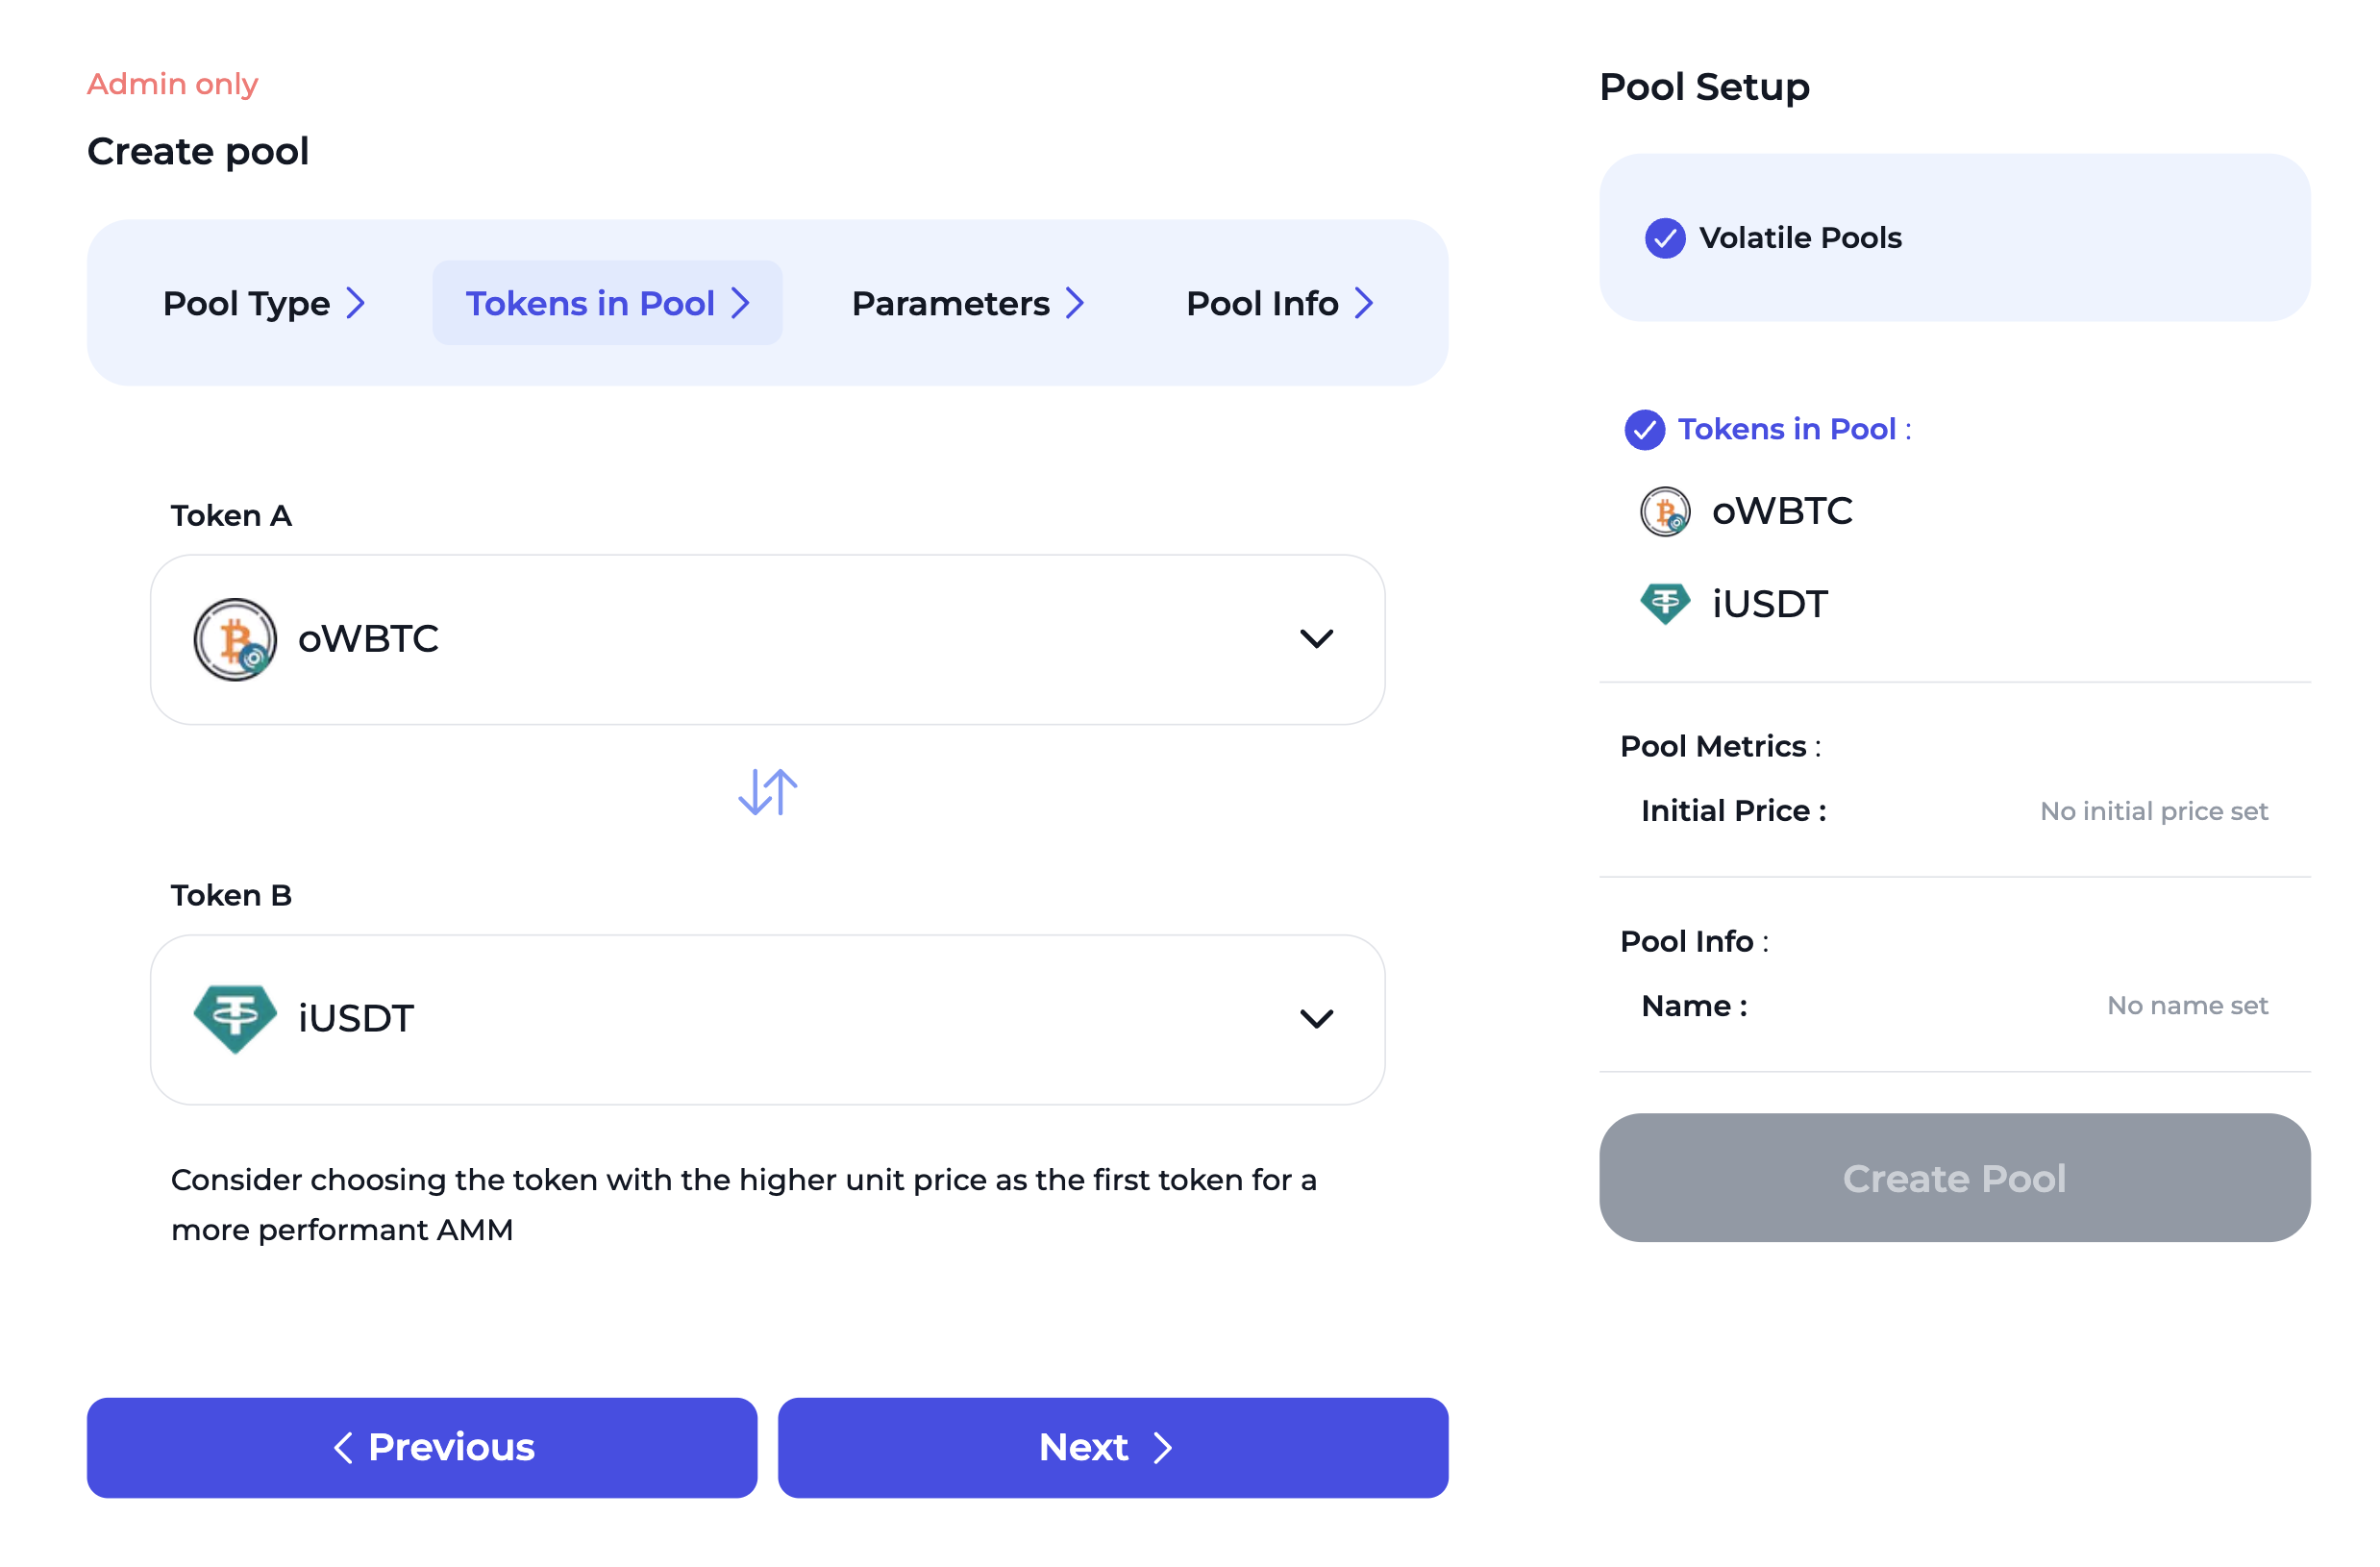 Admin only
Create pool
Pool Type
Tokens in Pool
Parameters
Pool Info
Token A
oWBTC
Token B
iUSDT
Consider choosing the token with the higher unit price as the first token for a
more performant AMM
Previous
Next
Pool Setup
Volatile Pools
Tokens in Pool :
oWBTC
iUSDT
Pool Metrics :
Initial Price : No initial price set
Pool Info :
Name : No name set
Create Pool